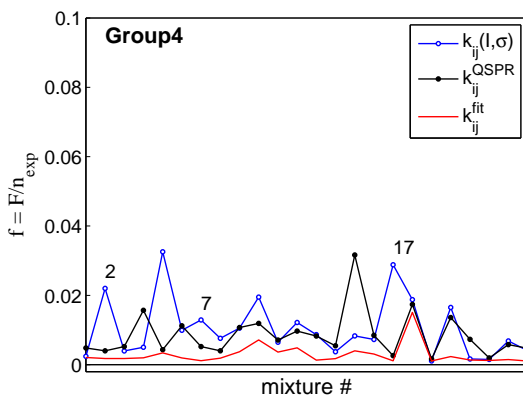 Group4
k_ij(I,σ)
k_ij^QSPR
k_ij^fit
0.1
0.08
0.06
0.04
0.02
0
f = F/n_exp
2
7
17
mixture #